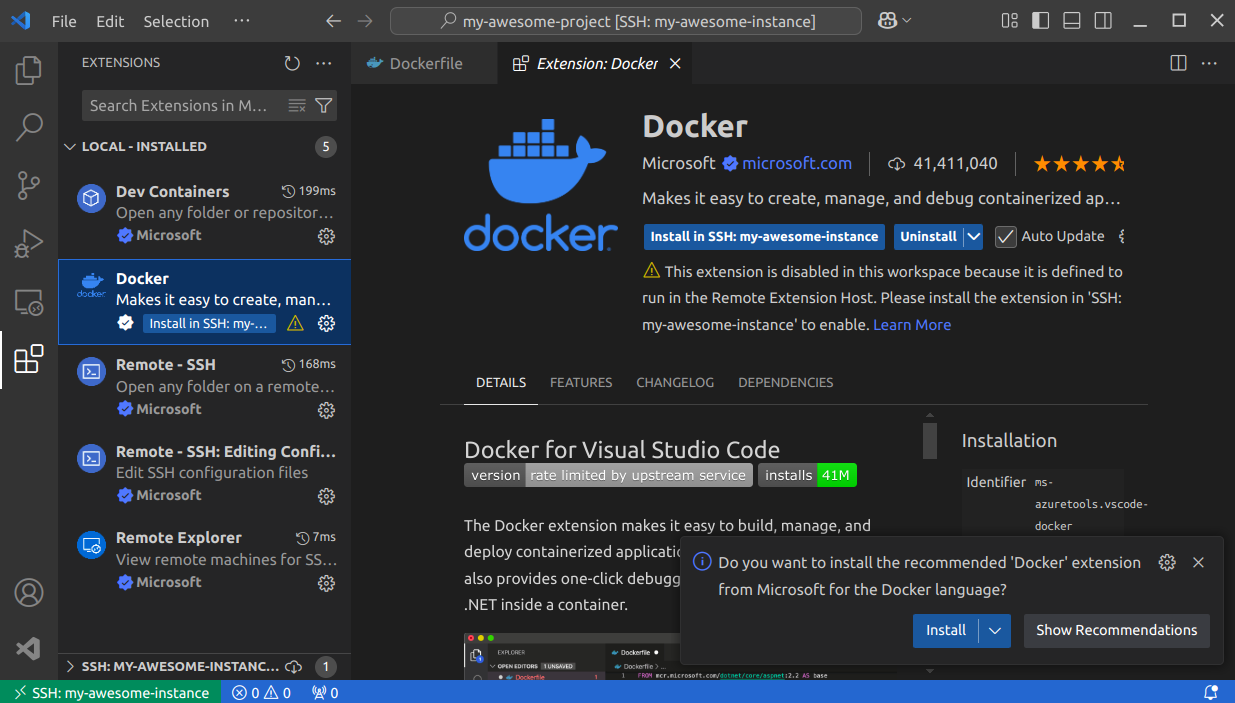 File Edit Selection ···
my-awesome-project [SSH: my-awesome-instance]
EXTENSIONS
Search Extensions in M...
LOCAL - INSTALLED 5
Dev Containers 199ms
Open any folder or repositor...
Microsoft
Docker
Makes it easy to create, man...
Install in SSH: my-...
Remote - SSH 168ms
Open any folder on a remote...
Microsoft
Remote - SSH: Editing Confi...
Edit SSH configuration files
Microsoft
Remote Explorer 7ms
View remote machines for SS...
Microsoft
SSH: MY-AWESOME-INSTANC... 1
Dockerfile
Extension: Docker
docker
Docker
Microsoft microsoft.com 41,411,040
Makes it easy to create, manage, and debug containerized ap...
Install in SSH: my-awesome-instance Uninstall Auto Update
This extension is disabled in this workspace because it is defined to
run in the Remote Extension Host. Please install the extension in 'SSH:
my-awesome-instance' to enable. Learn More
DETAILS FEATURES CHANGELOG DEPENDENCIES
Docker for Visual Studio Code
version rate limited by upstream service installs 41M
The Docker extension makes it easy to build, manage, and
deploy containerized applicatio
also provides one-click debugg
.NET inside a container.
EXPLORER
OPEN EDITORS 1 UNSAVED
Dockerfile 1
Dockerfile
Dockerfile > ...
1 FROM mcr.microsoft.com/dotnet/core/aspnet:2.2 AS base
Installation
Identifier ms-
azuretools.vscode-
docker
Do you want to install the recommended 'Docker' extension
from Microsoft for the Docker language?
Install Show Recommendations
SSH: my-awesome-instance 0 0 0